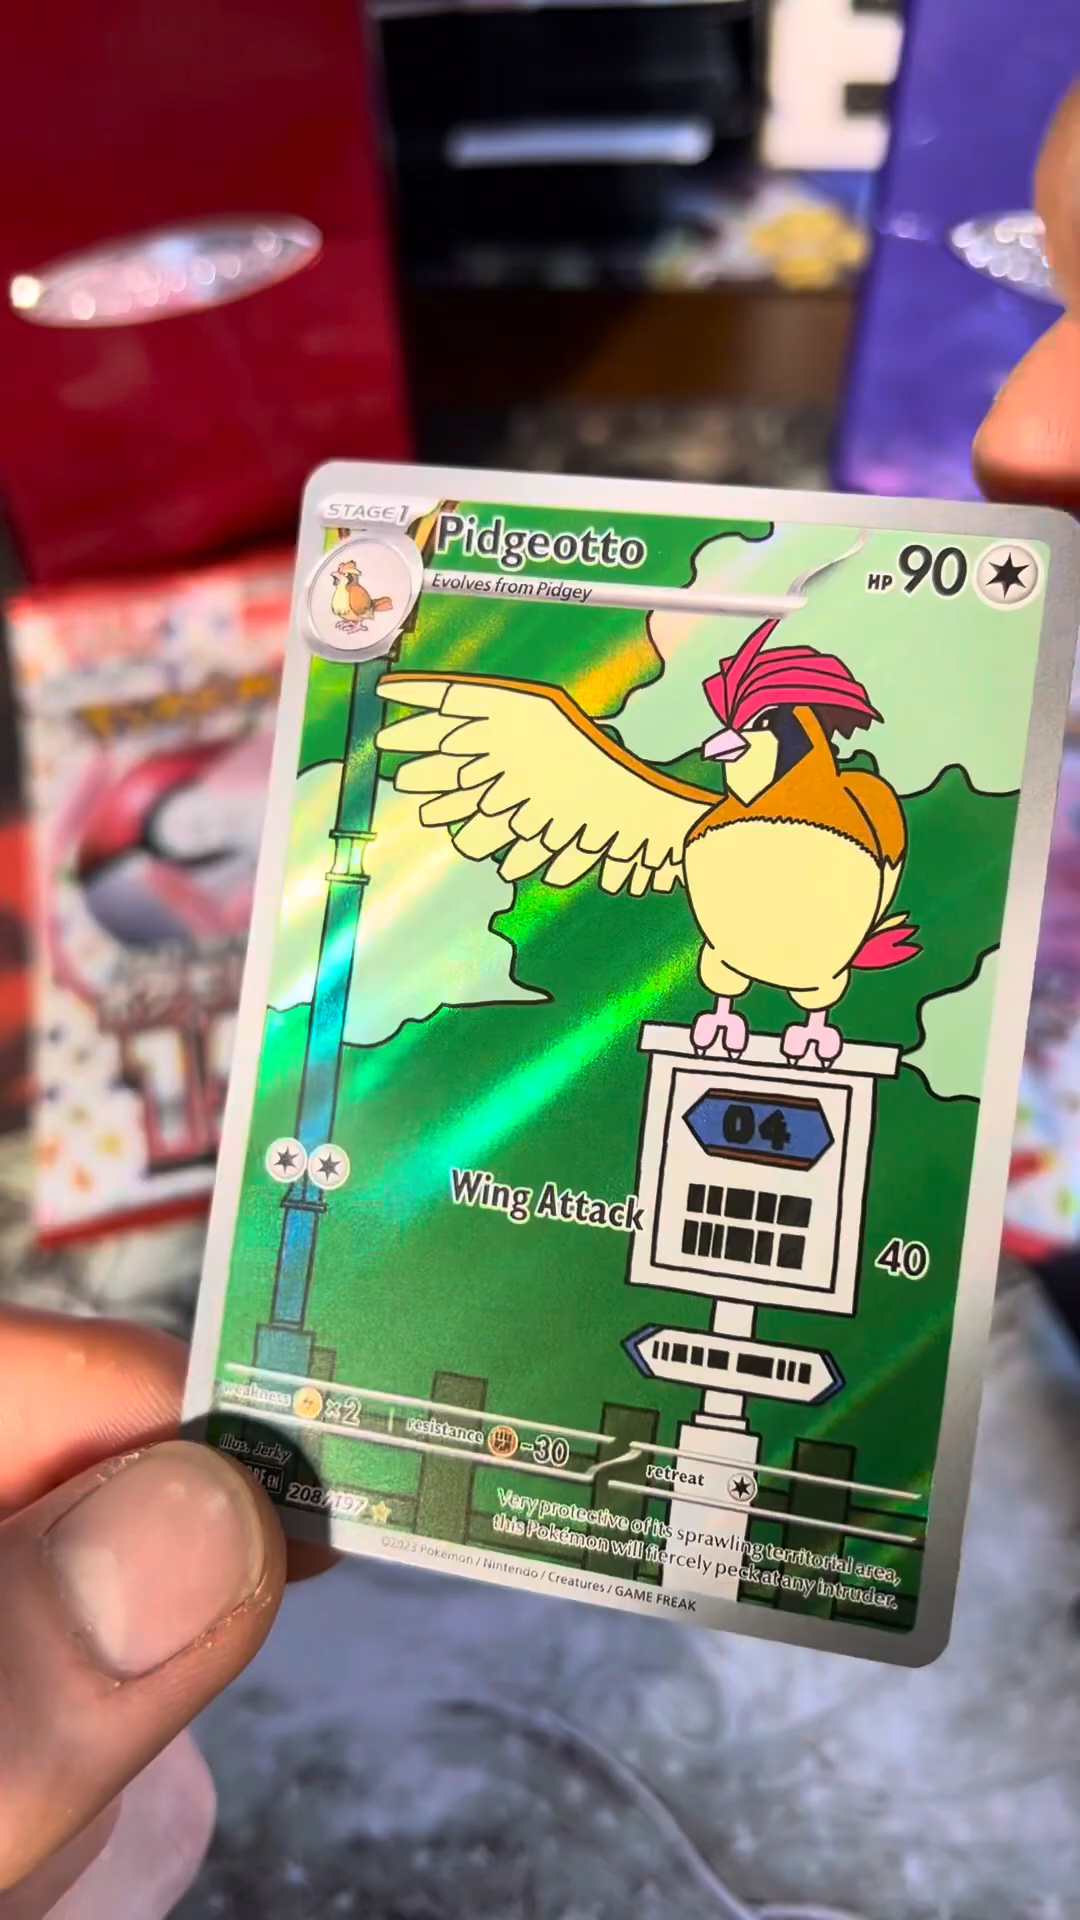 E
STAGE 1
Pidgeotto
HP 90
Evolves from Pidgey
04
Wing Attack
40
weakness ×2
resistance -30
retreat
Illus. Jerky
EN
208/197
Very protective of its sprawling territorial area,
this Pokémon will fiercely peck at any intruder.
©2023 Pokémon / Nintendo / Creatures / GAME FREAK